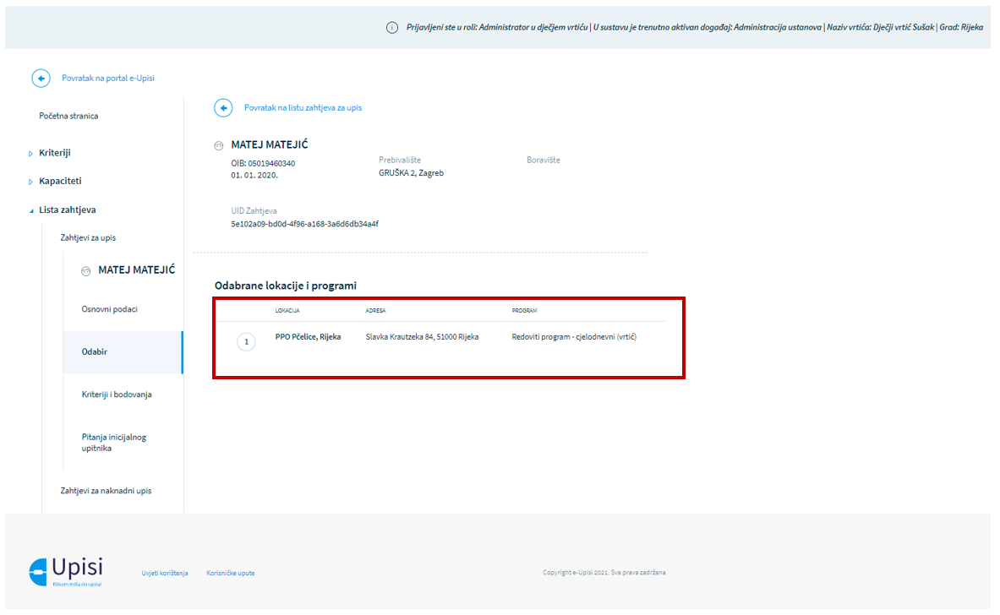 Prijavljeni ste u roli: Administrator u dječjem vrtiću | U sustavu je trenutno aktivan događaj: Administracija ustanova | Naziv vrtića: Dječji vrtić Sušak | Grad: Rijeka
Povratak na portal e-Upisi
Početna stranica
Kriteriji
Kapaciteti
Lista zahtjeva
Zahtjevi za upis
MATEJ MATEJIĆ
Osnovni podaci
Odabir
Kriteriji i bodovanja
Pitanja inicijalnog
upitnika
Zahtjevi za naknadni upis
Povratak na listu zahtjeva za upis
MATEJ MATEJIĆ
OIB: 05019460340
01. 01. 2020.
Prebivalište
GRUŠKA 2, Zagreb
Boravište
UID Zahtjeva
5e102a09-bd0d-4f96-a168-3a6d6db34a4f
Odabrane lokacije i programi
LOKACIJA ADRESA PROGRAM
1 PPO Pčelice, Rijeka Slavka Krautzeka 84, 51000 Rijeka Redoviti program - cjelodnevni (vrtić)
Upisi
Klikom miša do upisa!
Uvjeti korištenja Korisničke upute Copyright e-Upisi 2021. Sva prava zadržana